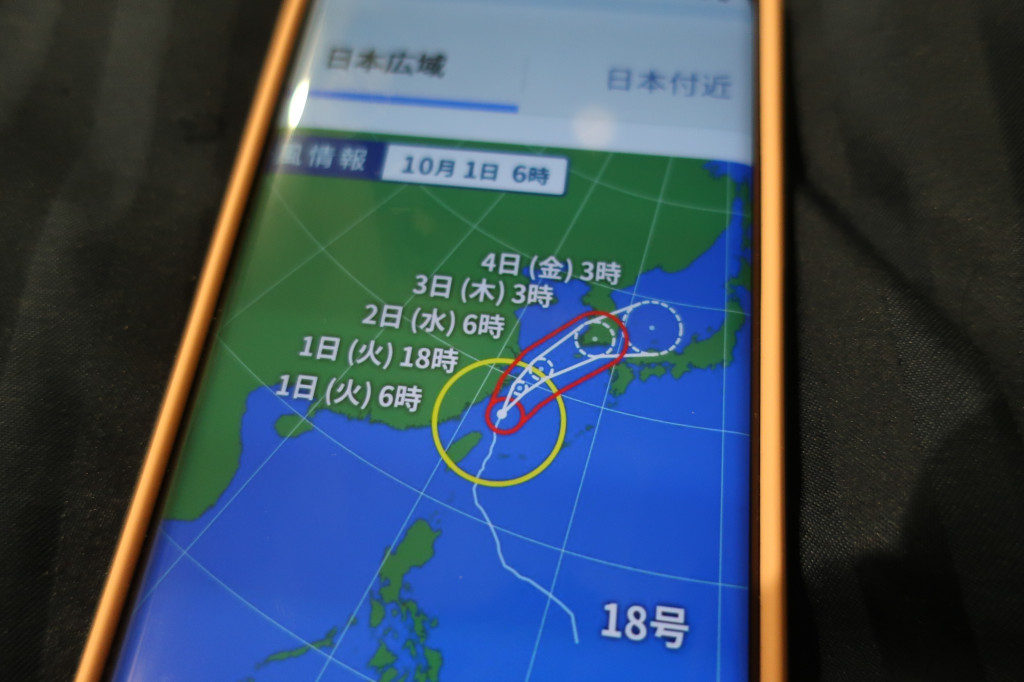 日本広域
日本付近
風情報
10月1日 6時
4日 (金) 3時
3日 (木) 3時
2日 (水) 6時
1日 (火) 18時
1日 (火) 6時
18号